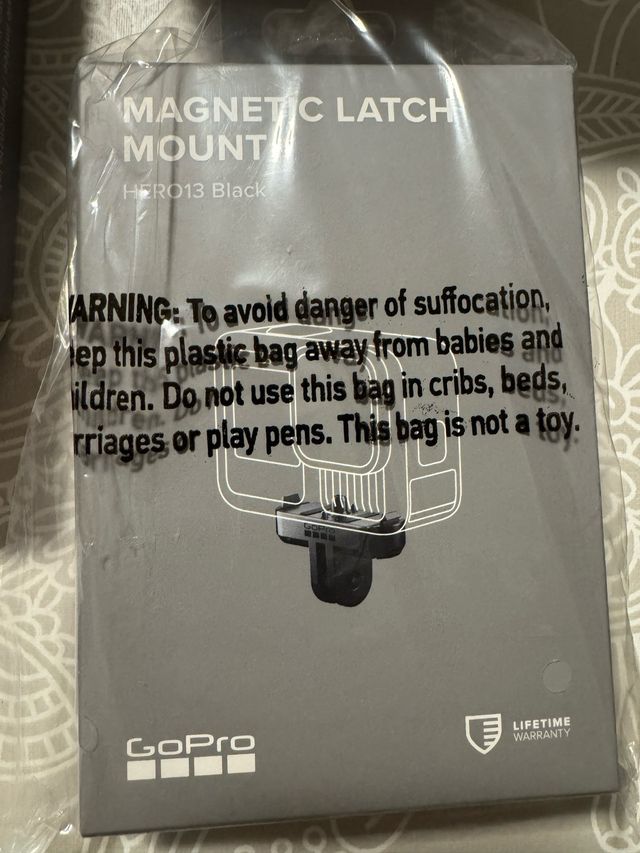 MAGNETIC LATCH
MOUNT
HERO13 Black
ARNING: To avoid danger of suffocation,
eep this plastic bag away from babies and
ildren. Do not use this bag in cribs, beds,
rriages or play pens. This bag is not a toy.
GoPro
GoPro
LIFETIME
WARRANTY